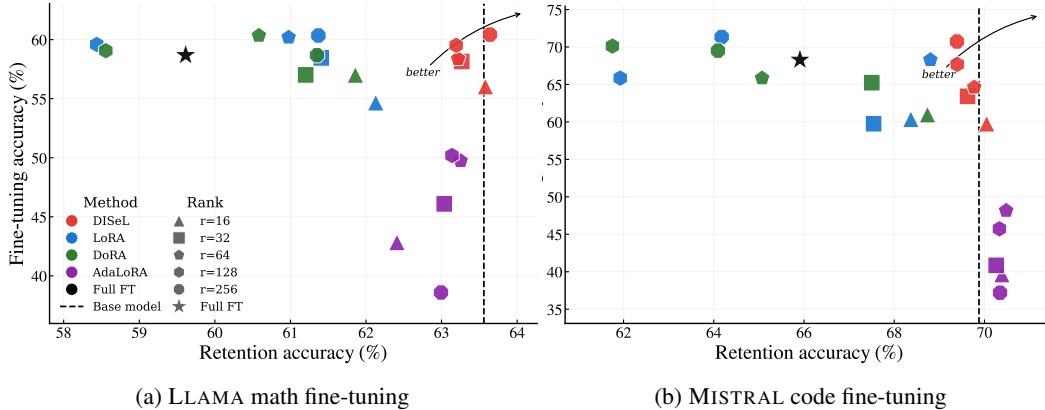 Fine-tuning accuracy (%)
60
55
50
45
40
58
59
60
61
62
63
64
Retention accuracy (%)
better
Method
DISeL
LoRA
DoRA
AdaLoRA
Full FT
Base model
Rank
r=16
r=32
r=64
r=128
r=256
Full FT
(a) LLAMA math fine-tuning
Fine-tuning accuracy (%)
75
70
65
60
55
50
45
40
35
62
64
66
68
70
Retention accuracy (%)
better
(b) MISTRAL code fine-tuning